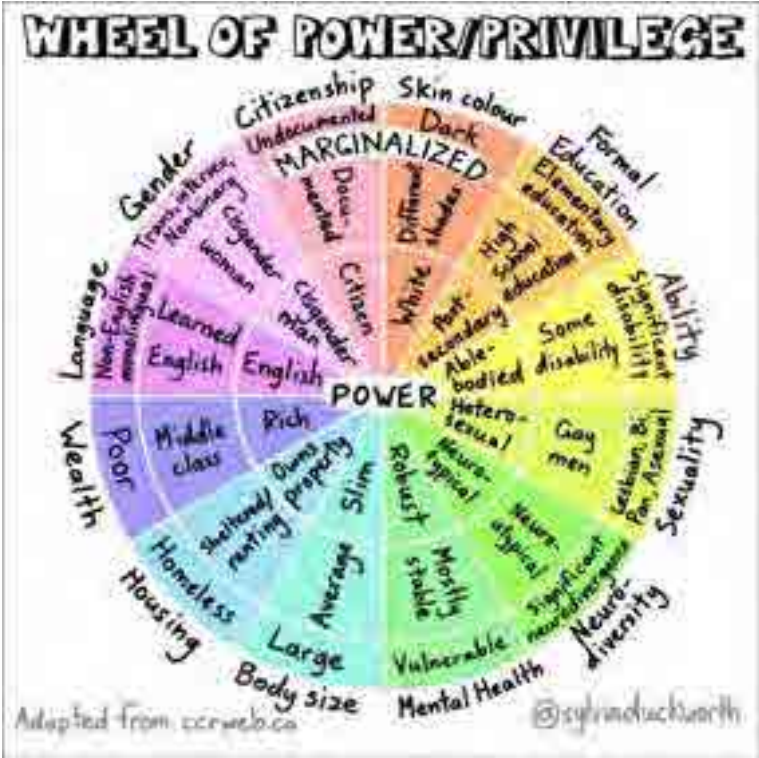 WHEEL OF POWER/PRIVILEGE
Citizenship
Undocumented
Docu-
mented
Citizen
Skin colour
Dark
Different
shades
White
Formal
Education
Elementary
education
High
School
education
Post-
secondary
Ability
Significant
disability
Some
disability
Able-
bodied
Sexuality
Lesbian, Bi,
Pan, Asexual
Gay
men
Hetero-
sexual
Neuro-
diversity
Significant
neurodivergence
Neuro-
atypical
Neuro-
typical
Mental Health
Vulnerable
Mostly
stable
Robust
Body size
Large
Average
Slim
Housing
Homeless
Sheltered/
renting
Owns
property
Wealth
Poor
Middle
class
Rich
Language
Non-English
monolingual
Learned
English
English
Gender
Trans, intersex,
Nonbinary
Cisgender
woman
Cisgender
man
MARGINALIZED
POWER
Adapted from ccrweb.ca
@sylviaduckworth